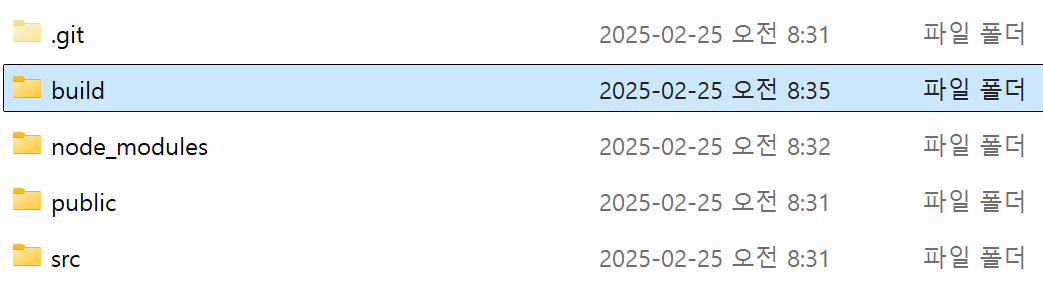 .git 2025-02-25 오전 8:31 파일 폴더
build 2025-02-25 오전 8:35 파일 폴더
node_modules 2025-02-25 오전 8:32 파일 폴더
public 2025-02-25 오전 8:31 파일 폴더
src 2025-02-25 오전 8:31 파일 폴더